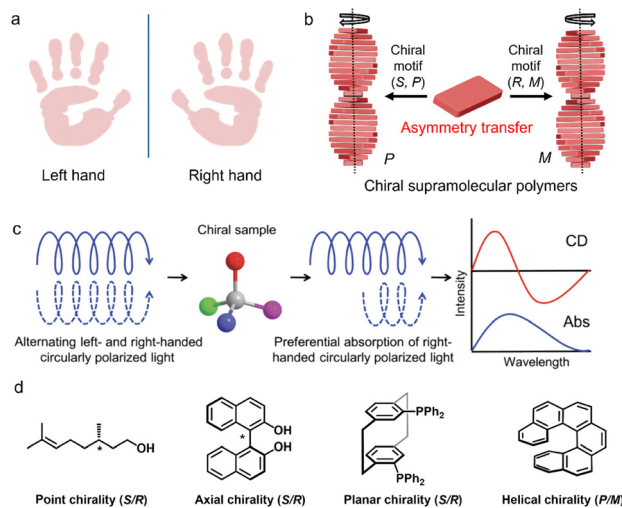 a
Left hand
Right hand
b
Chiral
motif
(S, P)
Chiral
motif
(R, M)
Asymmetry transfer
P
M
Chiral supramolecular polymers
c
Alternating left- and right-handed
circularly polarized light
Chiral sample
Preferential absorption of right-
handed circularly polarized light
Intensity
CD
Abs
Wavelength
d
OH
*
Point chirality (S/R)
OH
OH
*
Axial chirality (S/R)
PPh2
PPh2
Planar chirality (S/R)
Helical chirality (P/M)